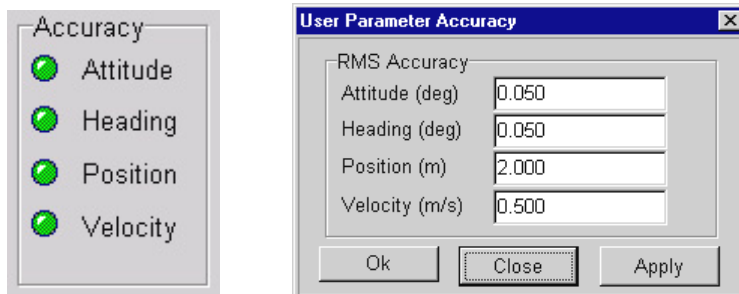 Accuracy
Attitude
Heading
Position
Velocity
User Parameter Accuracy
RMS Accuracy
Attitude (deg) 0.050
Heading (deg) 0.050
Position (m) 2.000
Velocity (m/s) 0.500
Ok Close Apply